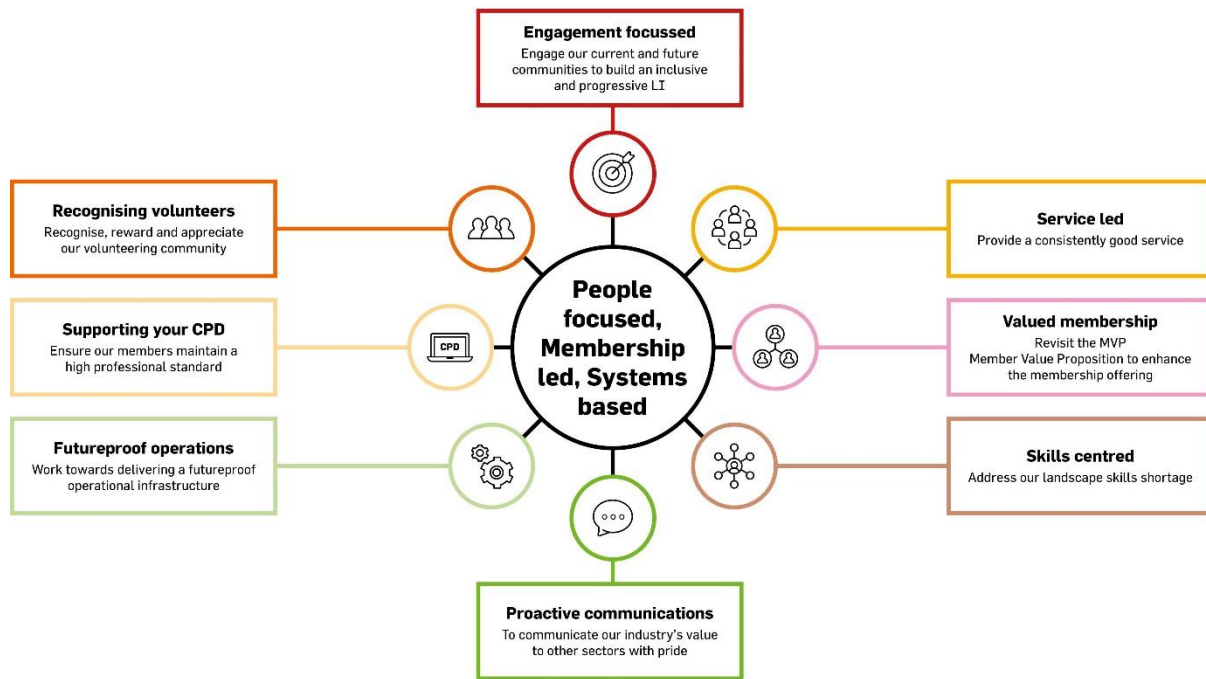 Engagement focussed
Engage our current and future
communities to build an inclusive
and progressive LI
Recognising volunteers
Recognise, reward and appreciate
our volunteering community
Service led
Provide a consistently good service
People
focused,
Membership
led, Systems
based
Supporting your CPD
Ensure our members maintain a
high professional standard
CPD
Valued membership
Revisit the MVP
Member Value Proposition to enhance
the membership offering
Futureproof operations
Work towards delivering a futureproof
operational infrastructure
Skills centred
Address our landscape skills shortage
Proactive communications
To communicate our industry's value
to other sectors with pride